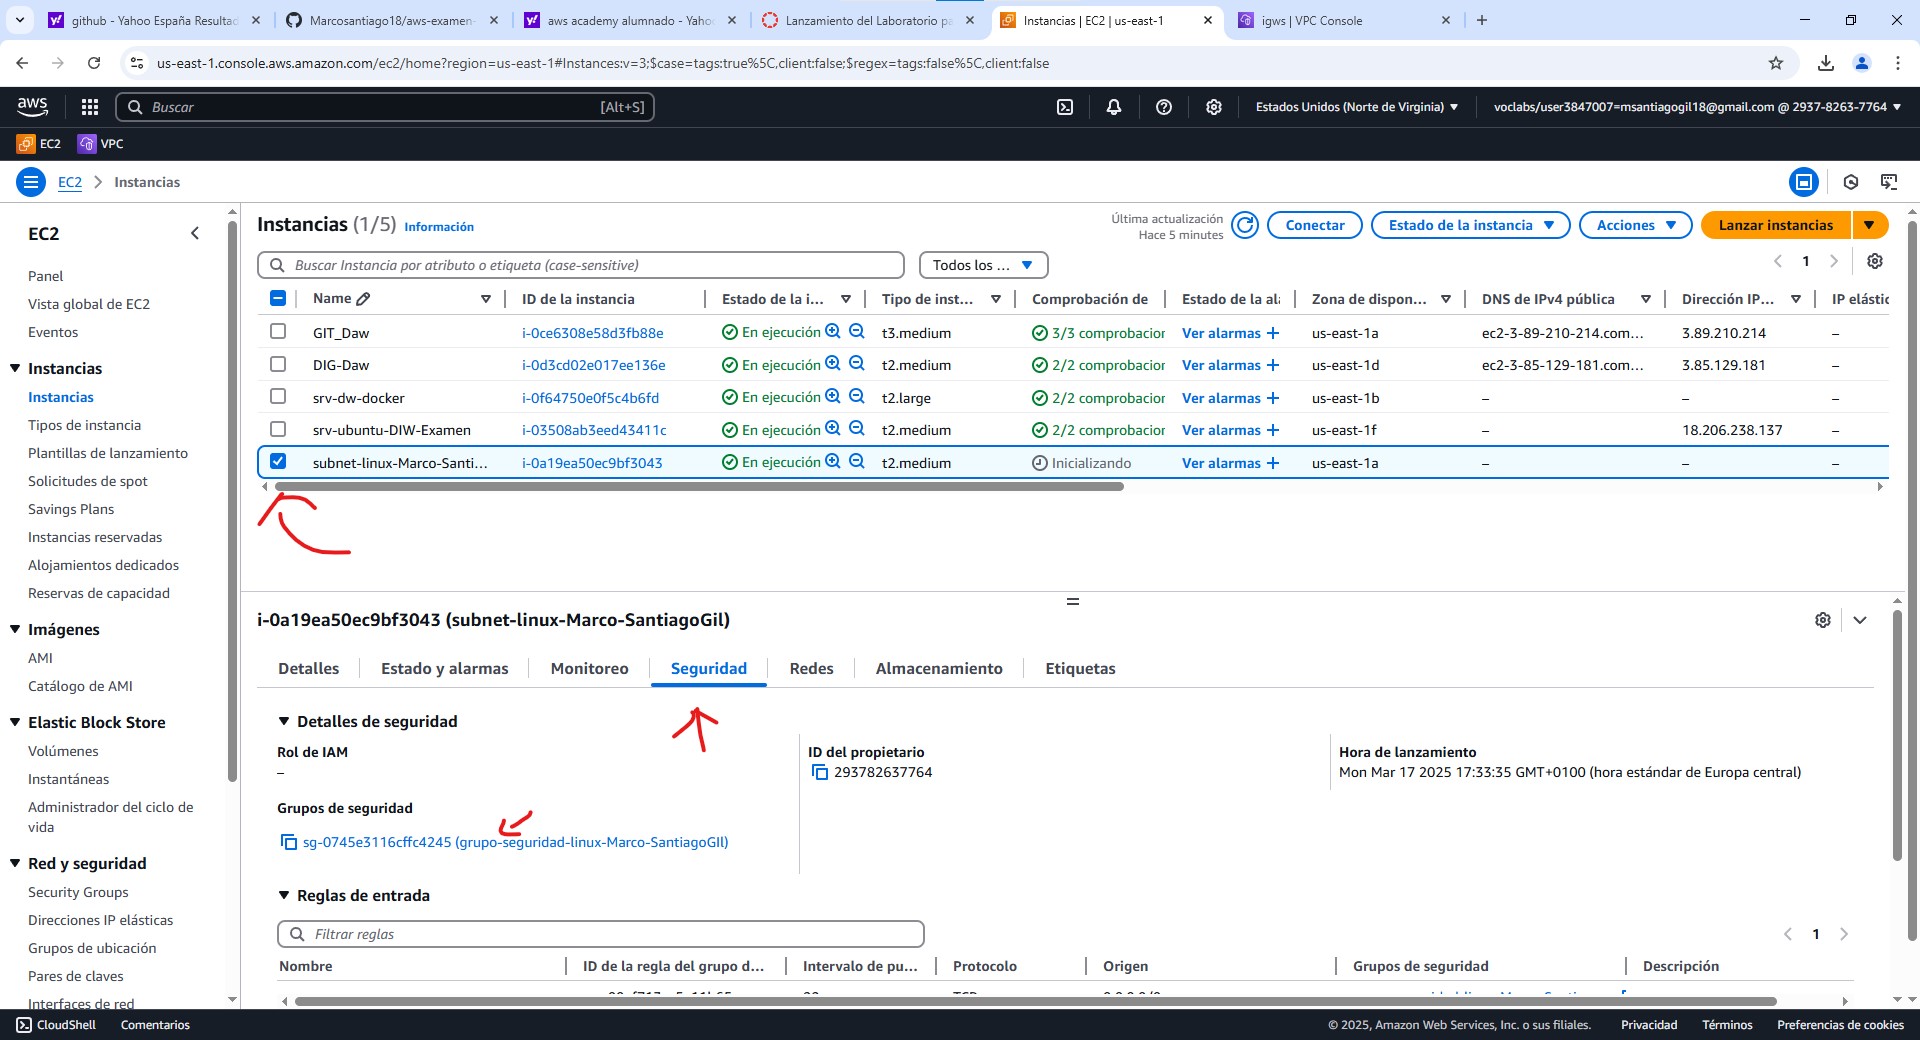 github - Yahoo España Resultad
Marcosantiago18/aws-examen-
aws academy alumnado - Yaho
Lanzamiento del Laboratorio pa
Instancias | EC2 | us-east-1
igws | VPC Console
us-east-1.console.aws.amazon.com/ec2/home?region=us-east-1#Instances:v=3;$case=tags:true%5C,client:false;$regex=tags:false%5C,client:false
aws
Buscar
[Alt+S]
Estados Unidos (Norte de Virginia)
voclabs/user3847007=msantiagogil18@gmail.com @ 2937-8263-7764
EC2
VPC
EC2
Instancias
EC2
Panel
Vista global de EC2
Eventos
Instancias
Instancias
Tipos de instancia
Plantillas de lanzamiento
Solicitudes de spot
Savings Plans
Instancias reservadas
Alojamientos dedicados
Reservas de capacidad
Imágenes
AMI
Catálogo de AMI
Elastic Block Store
Volúmenes
Instantáneas
Administrador del ciclo de
vida
Red y seguridad
Security Groups
Direcciones IP elásticas
Grupos de ubicación
Pares de claves
Interfaces de red
Instancias (1/5) Información
Última actualización
Hace 5 minutes
Conectar
Estado de la instancia
Acciones
Lanzar instancias
Buscar Instancia por atributo o etiqueta (case-sensitive)
Todos los ...
1
Name ID de la instancia Estado de la i... Tipo de inst... Comprobación de Estado de la ala Zona de dispon... DNS de IPv4 pública Dirección IP... IP elástic
GIT_Daw i-0ce6308e58d3fb88e En ejecución t3.medium 3/3 comprobacior Ver alarmas + us-east-1a ec2-3-89-210-214.com... 3.89.210.214 –
DIG-Daw i-0d3cd02e017ee136e En ejecución t2.medium 2/2 comprobacior Ver alarmas + us-east-1d ec2-3-85-129-181.com... 3.85.129.181 –
srv-dw-docker i-0f64750e0f5c4b6fd En ejecución t2.large 2/2 comprobacior Ver alarmas + us-east-1b – – –
srv-ubuntu-DIW-Examen i-03508ab3eed43411c En ejecución t2.medium 2/2 comprobacior Ver alarmas + us-east-1f – 18.206.238.137 –
subnet-linux-Marco-Santi... i-0a19ea50ec9bf3043 En ejecución t2.medium Inicializando Ver alarmas + us-east-1a – – –
i-0a19ea50ec9bf3043 (subnet-linux-Marco-SantiagoGil)
Detalles
Estado y alarmas
Monitoreo
Seguridad
Redes
Almacenamiento
Etiquetas
Detalles de seguridad
Rol de IAM
–
ID del propietario
293782637764
Hora de lanzamiento
Mon Mar 17 2025 17:33:35 GMT+0100 (hora estándar de Europa central)
Grupos de seguridad
sg-0745e3116cffc4245 (grupo-seguridad-linux-Marco-SantiagoGIl)
Reglas de entrada
Filtrar reglas
1
Nombre ID de la regla del grupo d... Intervalo de pu... Protocolo Origen Grupos de seguridad Descripción
CloudShell
Comentarios
© 2025, Amazon Web Services, Inc. o sus filiales.
Privacidad
Términos
Preferencias de cookies